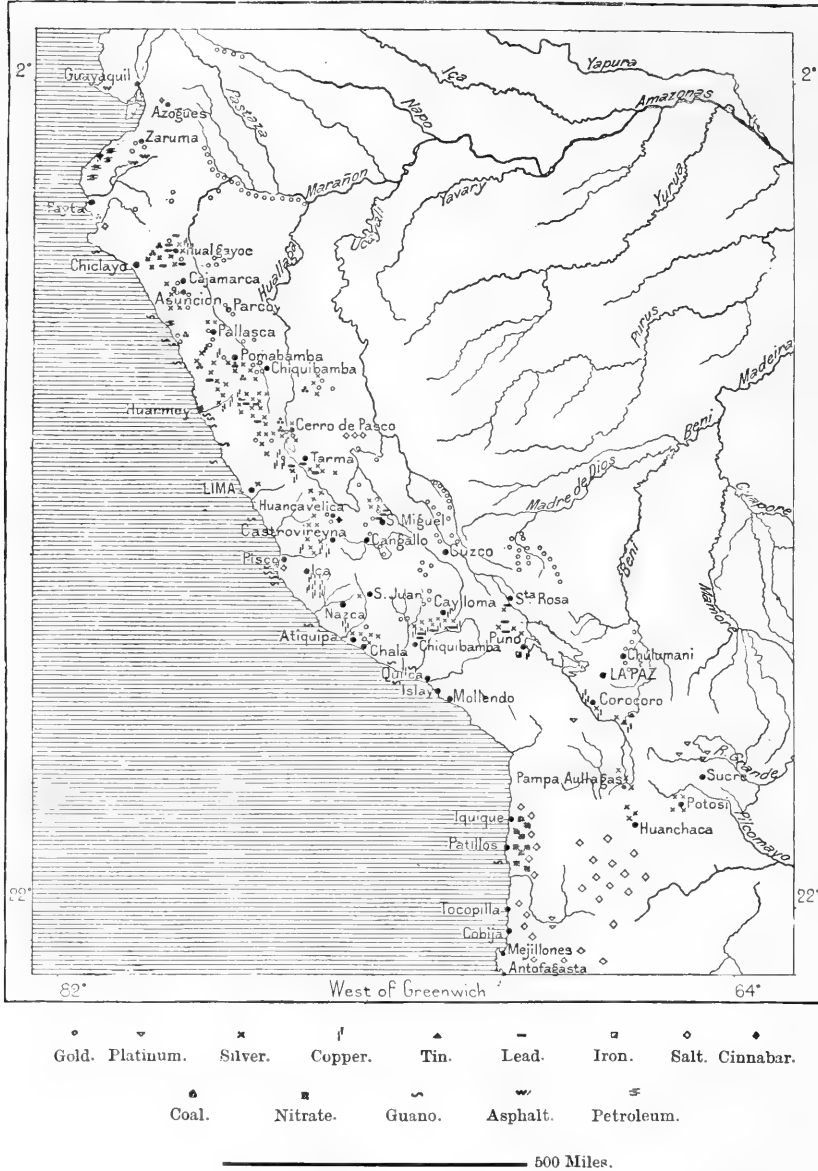 2° 2°
Guayaquil
Yapura
Iça
Amazonas
Pastaza
Napo
Azogues
Zaruma
Marañon
Yavary
Yurua
Payta
Ucayali
Hualgayoc
Chiclayo
Huallaga
Cajamarca
Asuncion
Parcoy
Purus
Pallasca
Madeira
Pomabamba
Chiquibamba
Huarmey
Cerro de Pasco
Beni
Tarma
Madre de Dios
LIMA
Huancavelica
S. Miguel
Castrovireyna
Cangallo
Cuzco
Pisco
Beni
Ica
Mamore
S. Juan
Sta Rosa
Nazca
Caylloma
Atiquipa
Chala
Chiquibamba
Puno
Chulumani
LA PAZ
Quilca
Islay
Mollendo
Corocoro
R. Grande
Pampa Aullagas
Sucre
Potosi
Iquique
Huanchaca
Pilcomayo
Patillos
22° 22°
Tocopilla
Cobija
Mejillones
Antofagasta
82° West of Greenwich 64°
Gold. Platinum. Silver. Copper. Tin. Lead. Iron. Salt. Cinnabar.
Coal. Nitrate. Guano. Asphalt. Petroleum.
500 Miles.